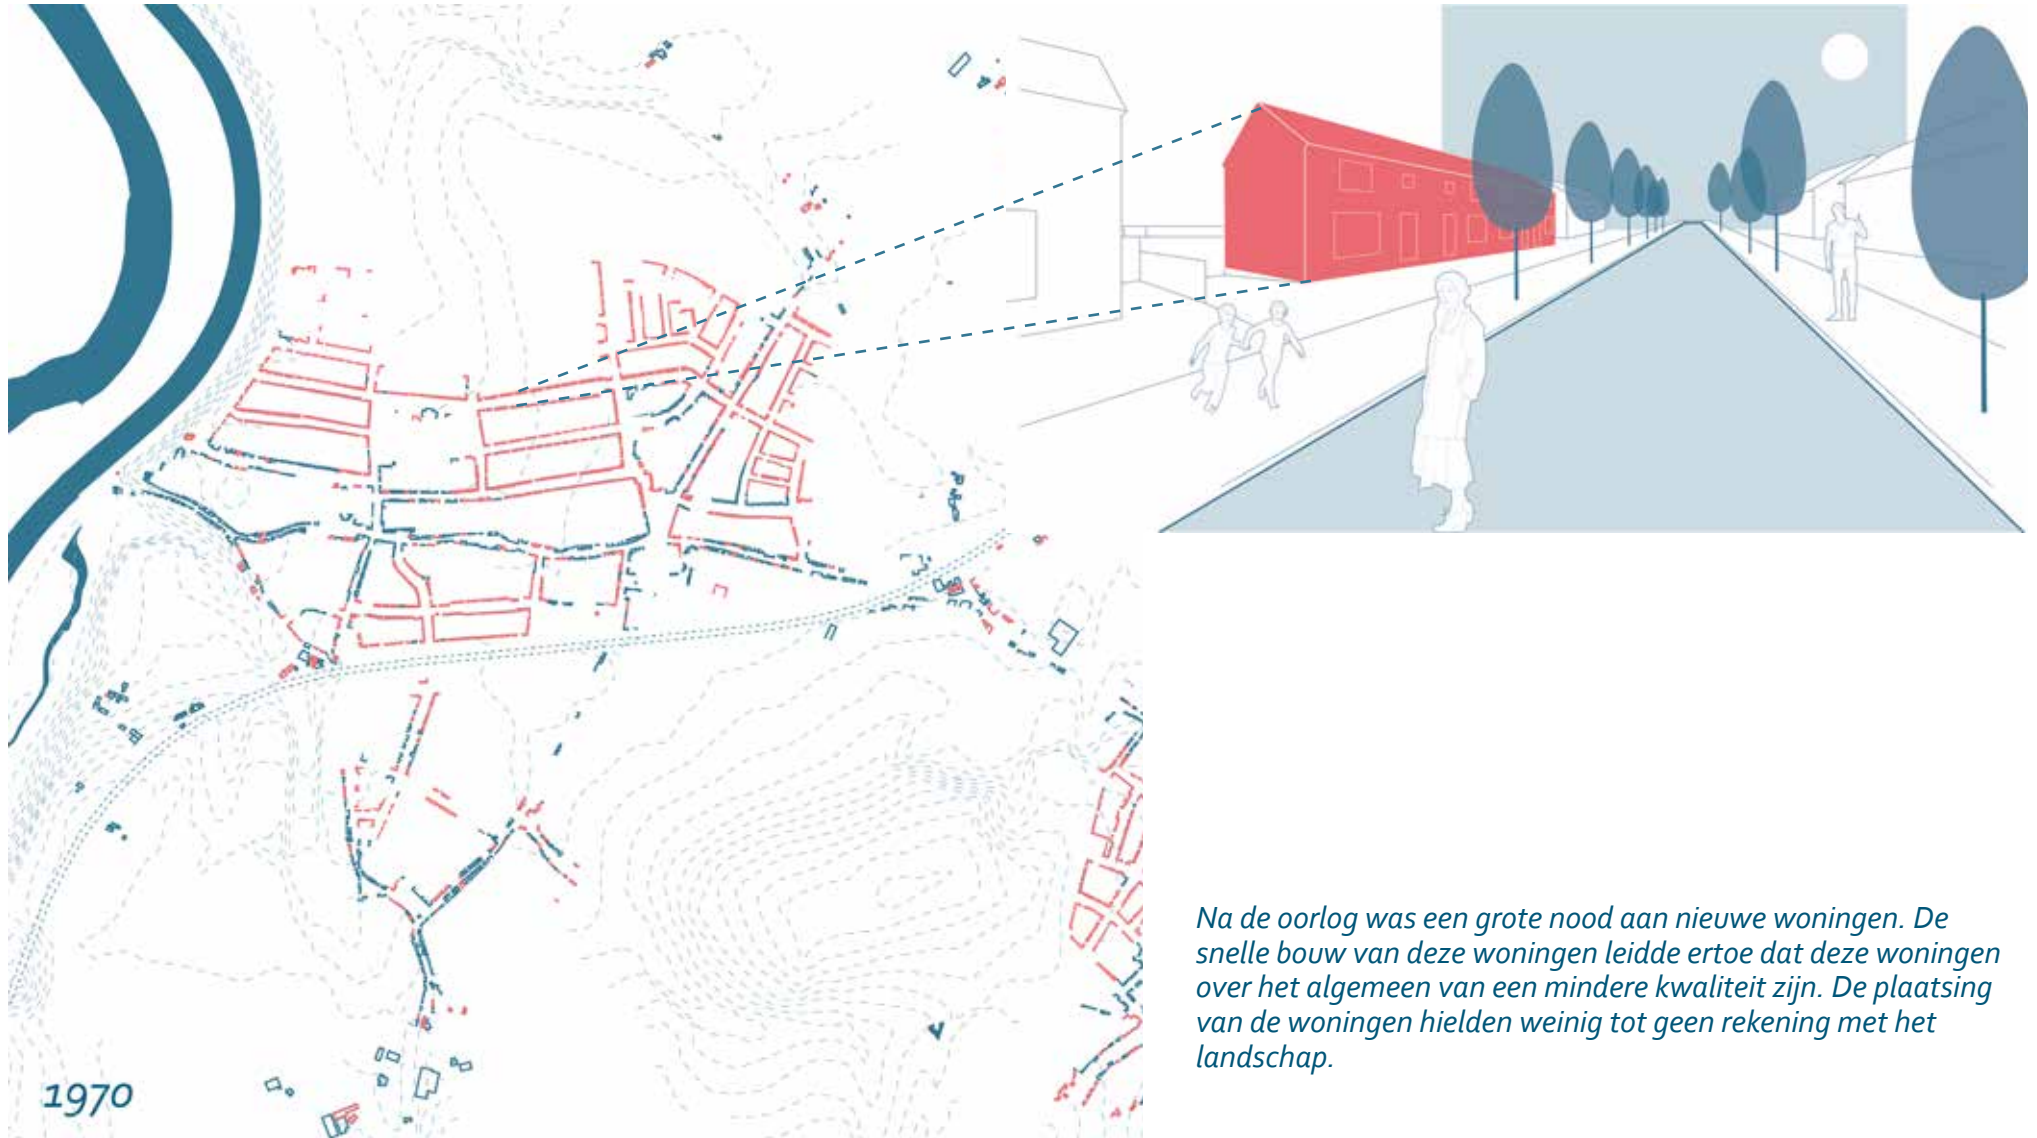 1970
Na de oorlog was een grote nood aan nieuwe woningen. De
snelle bouw van deze woningen leidde ertoe dat deze woningen
over het algemeen van een mindere kwaliteit zijn. De plaatsing
van de woningen hielden weinig tot geen rekening met het
landschap.